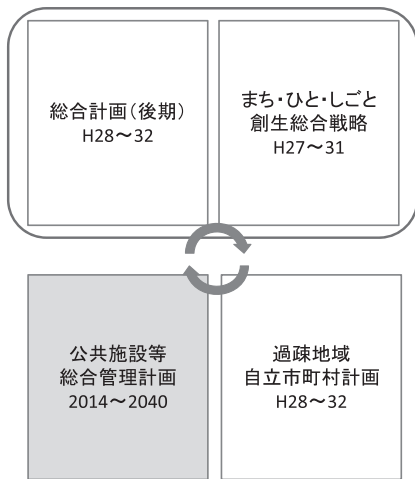 総合計画(後期)
H28～32
まち・ひと・しごと
創生総合戦略
H27～31
公共施設等
総合管理計画
2014～2040
過疎地域
自立市町村計画
H28～32